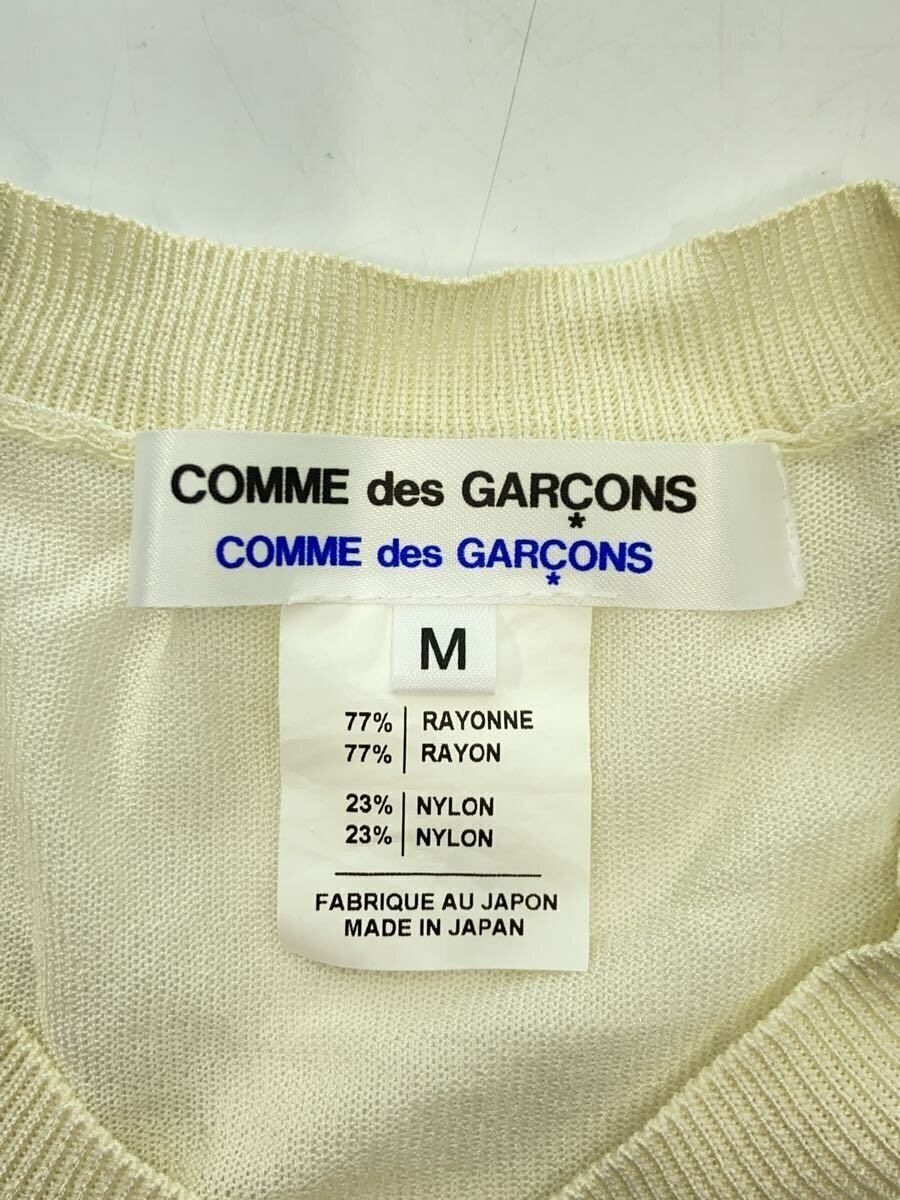 COMME des GARÇONS
*
COMME des GARÇONS
*
M
77% | RAYONNE
77% | RAYON
23% | NYLON
23% | NYLON
FABRIQUE AU JAPON
MADE IN JAPAN